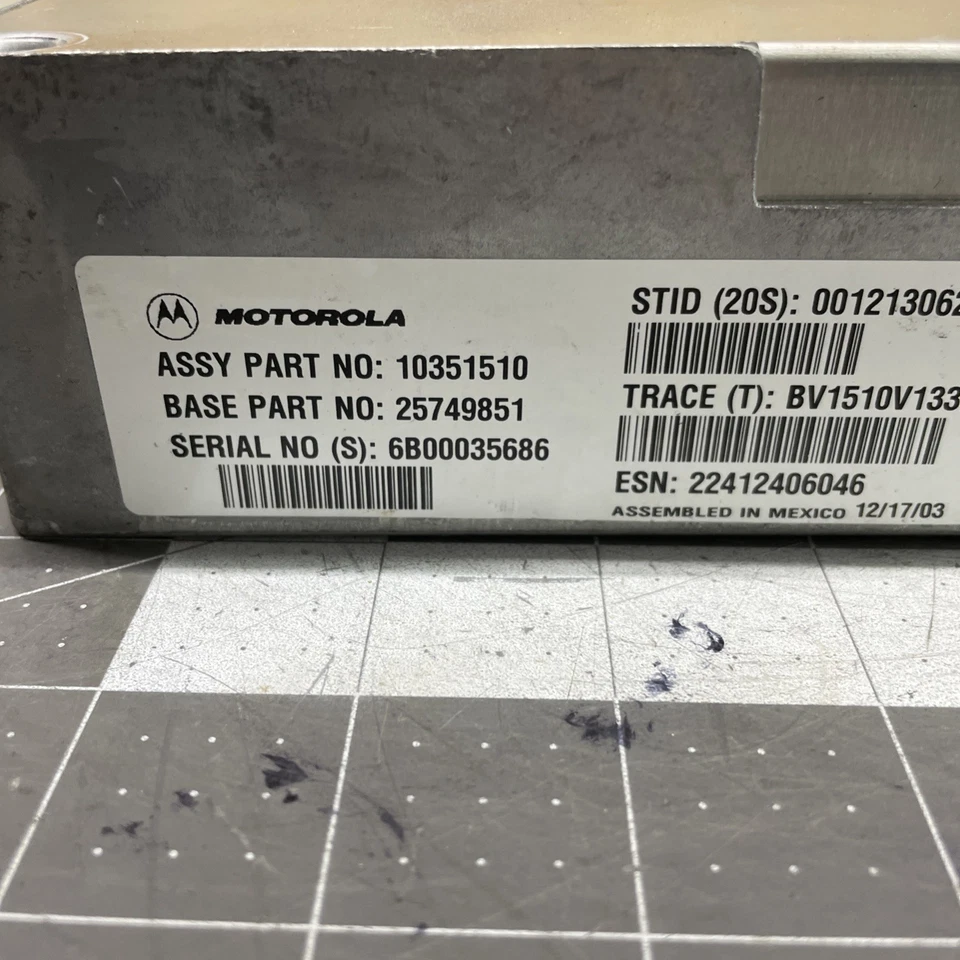 MOTOROLA
ASSY PART NO: 10351510
BASE PART NO: 25749851
SERIAL NO (S): 6B00035686
STID (20S): 001213062
TRACE (T): BV1510V133
ESN: 22412406046
ASSEMBLED IN MEXICO 12/17/03